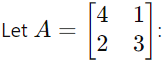 Let A = [4 1
2 3]: